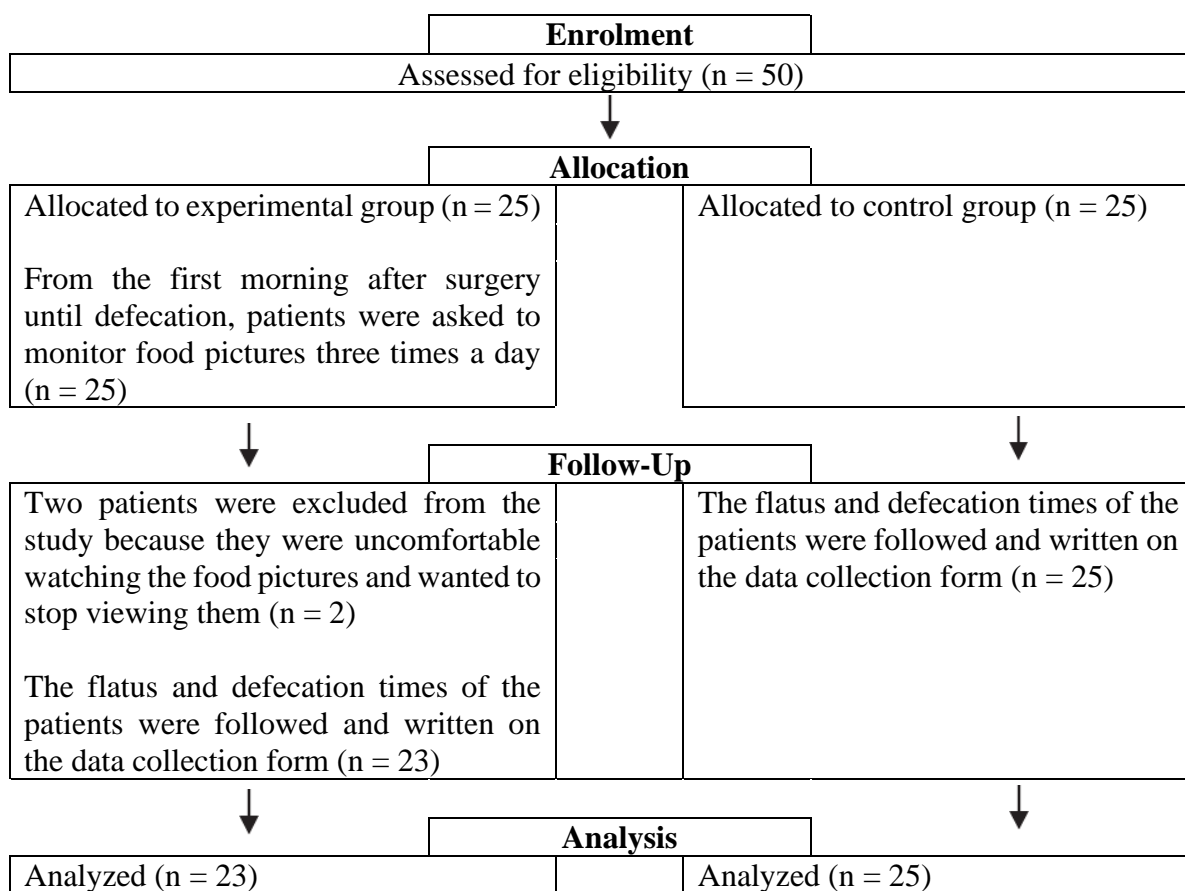 Enrolment
Assessed for eligibility (n = 50)
Allocation
Allocated to experimental group (n = 25)
From the first morning after surgery
until defecation, patients were asked to
monitor food pictures three times a day
(n = 25)
Allocated to control group (n = 25)
Follow-Up
Two patients were excluded from the
study because they were uncomfortable
watching the food pictures and wanted to
stop viewing them (n = 2)
The flatus and defecation times of the
patients were followed and written on
the data collection form (n = 23)
The flatus and defecation times of the
patients were followed and written on
the data collection form (n = 25)
Analysis
Analyzed (n = 23)
Analyzed (n = 25)